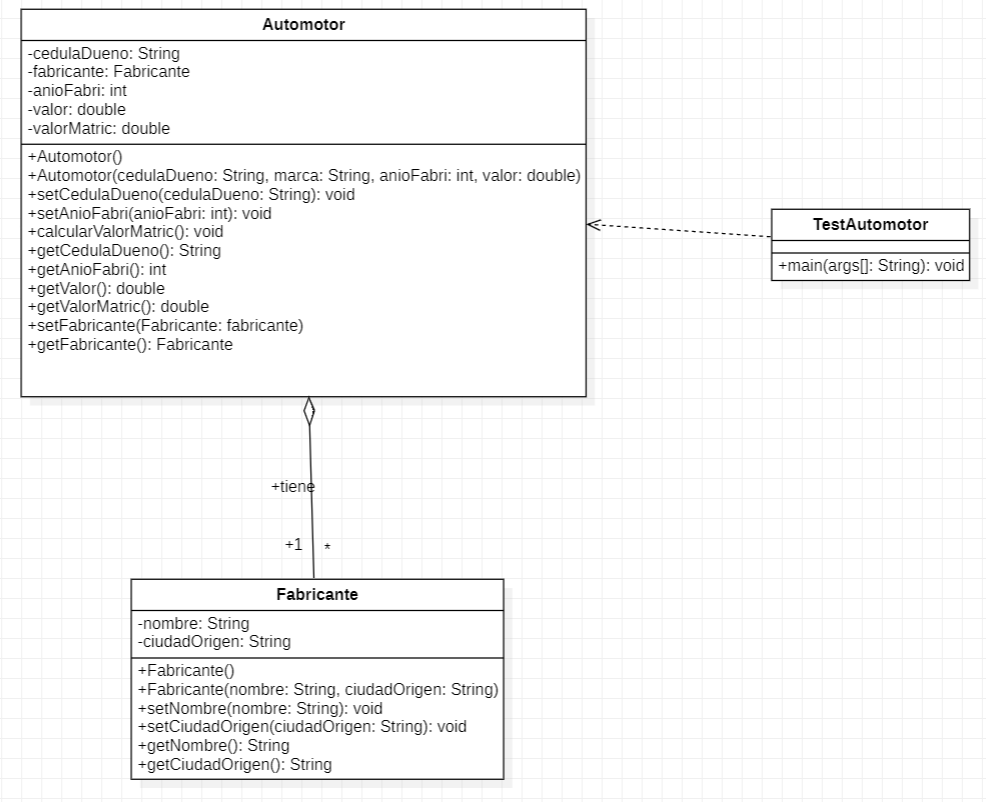 Automotor
-cedulaDueno: String
-fabricante: Fabricante
-anioFabri: int
-valor: double
-valorMatric: double
+Automotor()
+Automotor(cedulaDueno: String, marca: String, anioFabri: int, valor: double)
+setCedulaDueno(cedulaDueno: String): void
+setAnioFabri(anioFabri: int): void
+calcularValorMatric(): void
+getCedulaDueno(): String
+getAnioFabri(): int
+getValor(): double
+getValorMatric(): double
+setFabricante(Fabricante: fabricante)
+getFabricante(): Fabricante
TestAutomotor
+main(args[]: String): void
+tiene
+1 *
Fabricante
-nombre: String
-ciudadOrigen: String
+Fabricante()
+Fabricante(nombre: String, ciudadOrigen: String)
+setNombre(nombre: String): void
+setCiudadOrigen(ciudadOrigen: String): void
+getNombre(): String
+getCiudadOrigen(): String